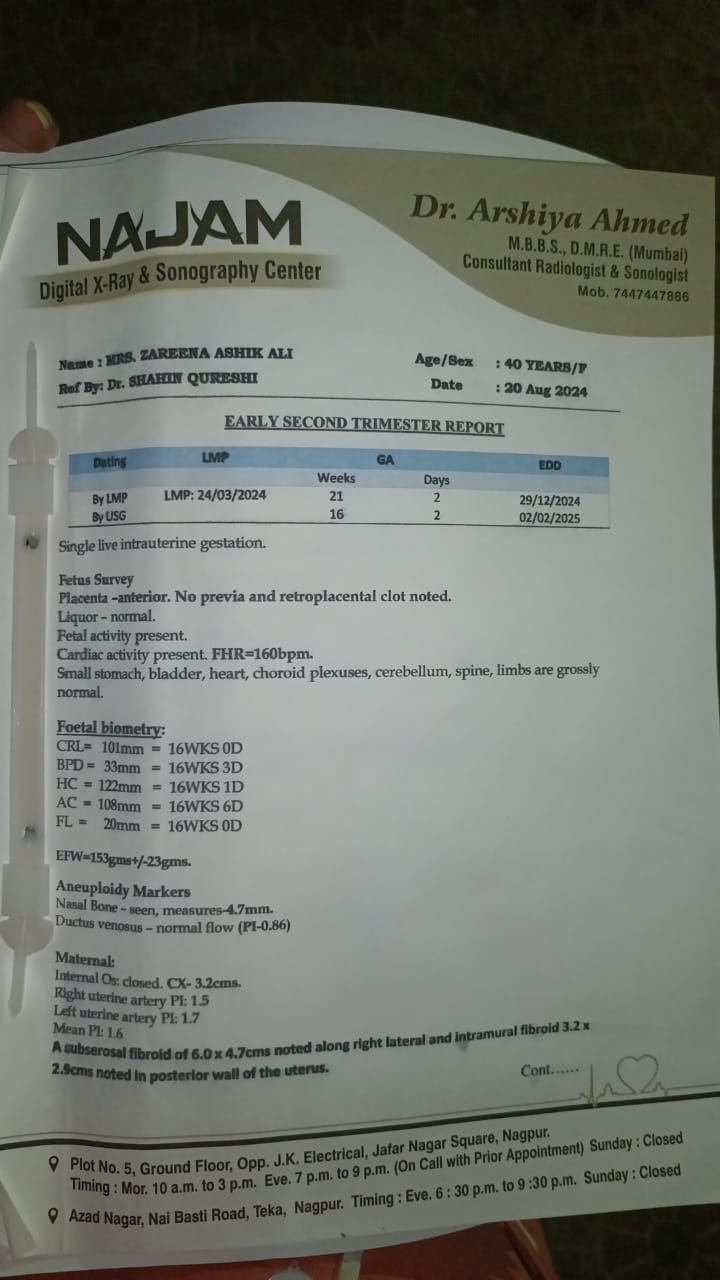 NAJAM
Digital X-Ray & Sonography Center
Dr. Arshiya Ahmed
M.B.B.S., D.M.R.E. (Mumbai)
Consultant Radiologist & Sonologist
Mob. 7447447886
Name : MRS. ZAREENA ASHIK ALI
Age/Sex : 40 YEARS/F
Ref By: Dr. SHAHIN QURESHI
Date : 20 Aug 2024
EARLY SECOND TRIMESTER REPORT
Dating LMP GA EDD
Weeks Days
By LMP LMP: 24/03/2024 21 2 29/12/2024
By USG 16 2 02/02/2025
Single live intrauterine gestation.
Fetus Survey
Placenta -anterior. No previa and retroplacental clot noted.
Liquor - normal.
Fetal activity present.
Cardiac activity present. FHR=160bpm.
Small stomach, bladder, heart, choroid plexuses, cerebellum, spine, limbs are grossly
normal.
Foetal biometry:
CRL= 101mm = 16WKS 0D
BPD = 33mm = 16WKS 3D
HC = 122mm = 16WKS 1D
AC = 108mm = 16WKS 6D
FL = 20mm = 16WKS 0D
EFW=153gms+/-23gms.
Aneuploidy Markers
Nasal Bone - seen, measures-4.7mm.
Ductus venosus - normal flow (PI-0.86)
Maternal:
Internal Os: closed. CX- 3.2cms.
Right uterine artery PI: 1.5
Left uterine artery PI: 1.7
Mean PI: 1.6
A subserosal fibroid of 6.0 x 4.7cms noted along right lateral and intramural fibroid 3.2 x
2.9cms noted in posterior wall of the uterus.
Cont......
Plot No. 5, Ground Floor, Opp. J.K. Electrical, Jafar Nagar Square, Nagpur.
Timing : Mor. 10 a.m. to 3 p.m. Eve. 7 p.m. to 9 p.m. (On Call with Prior Appointment) Sunday : Closed
Azad Nagar, Nai Basti Road, Teka, Nagpur. Timing : Eve. 6 : 30 p.m. to 9 :30 p.m. Sunday : Closed